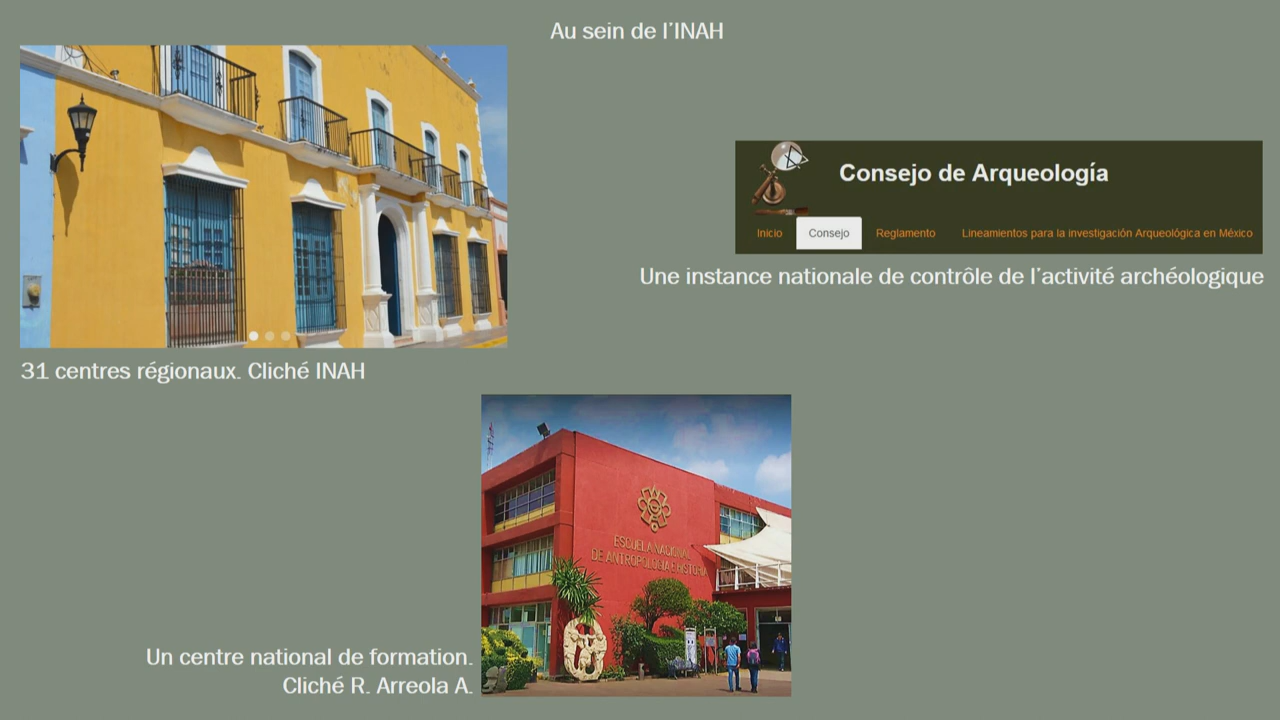 Au sein de l'INAH
Consejo de Arqueología
Inicio Consejo Reglamento Lineamientos para la investigación Arqueológica en México
Une instance nationale de contrôle de l'activité archéologique
31 centres régionaux. Cliché INAH
ESCUELA NACIONAL
DE ANTROPOLOGIA E HISTORIA
Un centre national de formation.
Cliché R. Arreola A.